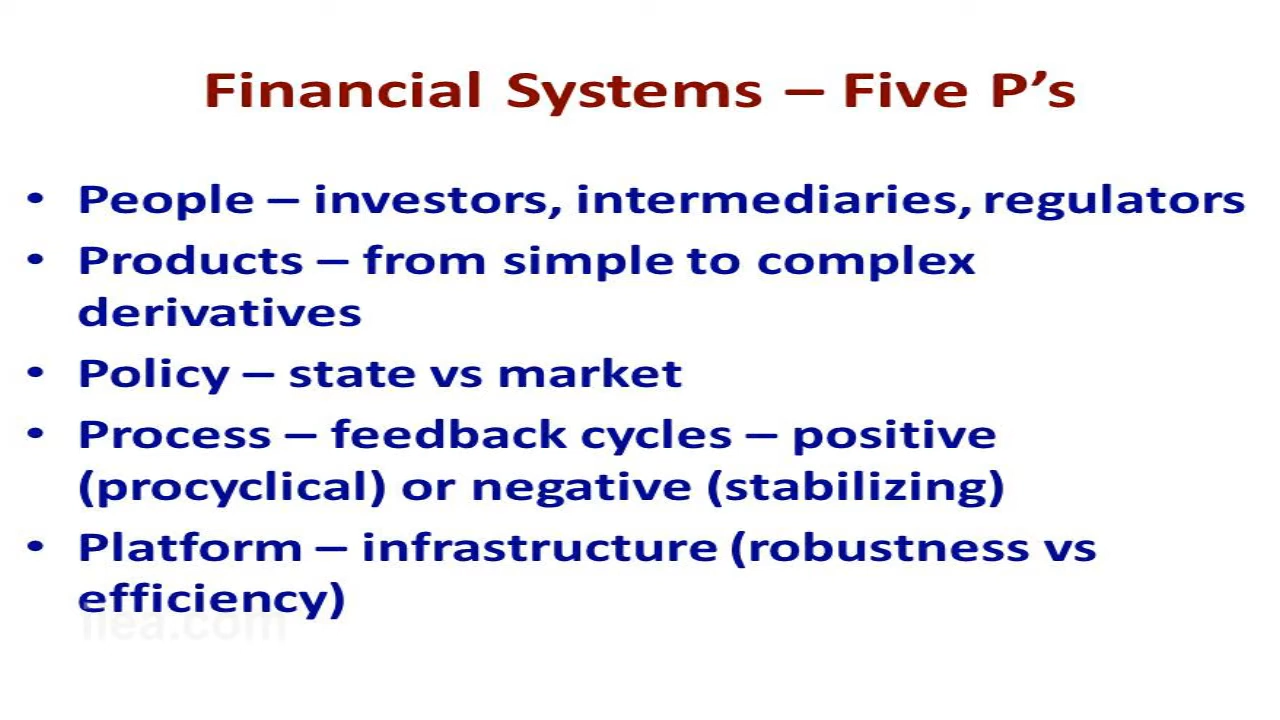 Financial Systems – Five P’s
• People – investors, intermediaries, regulators
• Products – from simple to complex
derivatives
• Policy – state vs market
• Process – feedback cycles – positive
(procyclical) or negative (stabilizing)
• Platform – infrastructure (robustness vs
efficiency)